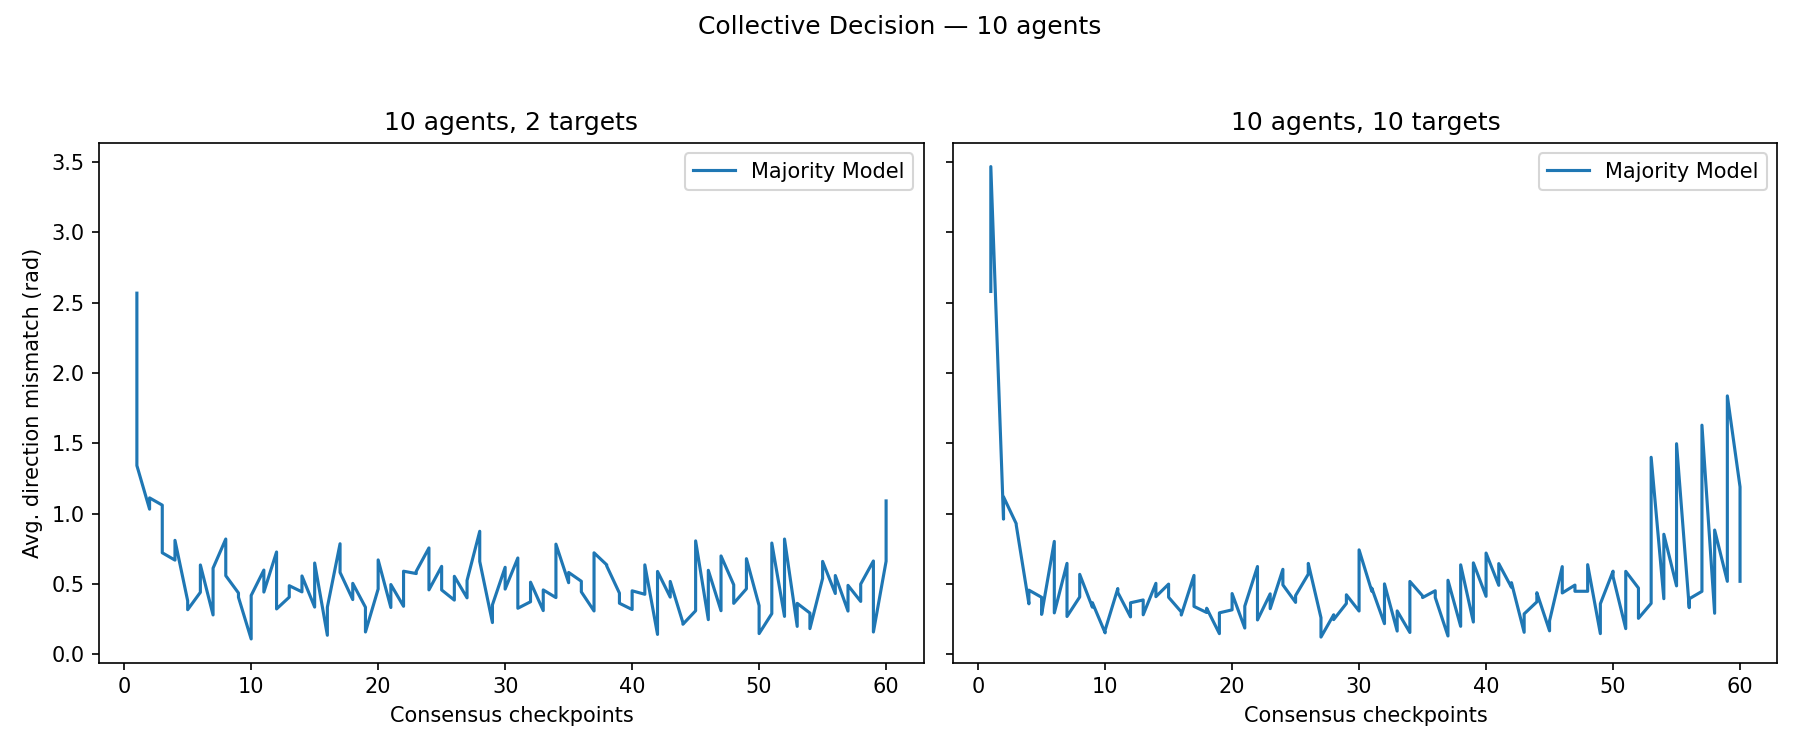 Collective Decision — 10 agents
10 agents, 2 targets
Majority Model
Avg. direction mismatch (rad)
3.5
3.0
2.5
2.0
1.5
1.0
0.5
0.0
0 10 20 30 40 50 60
Consensus checkpoints
10 agents, 10 targets
Majority Model
0 10 20 30 40 50 60
Consensus checkpoints